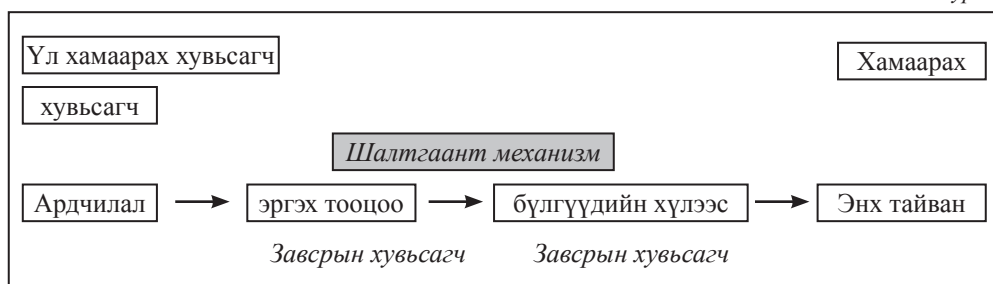 Үл хамаарах хувьсагч
Хамаарах
хувьсагч
Шалтгаант механизм
Ардчилал эргэх тооцоо бүлгүүдийн хүлээс Энх тайван
Завсрын хувьсагч Завсрын хувьсагч